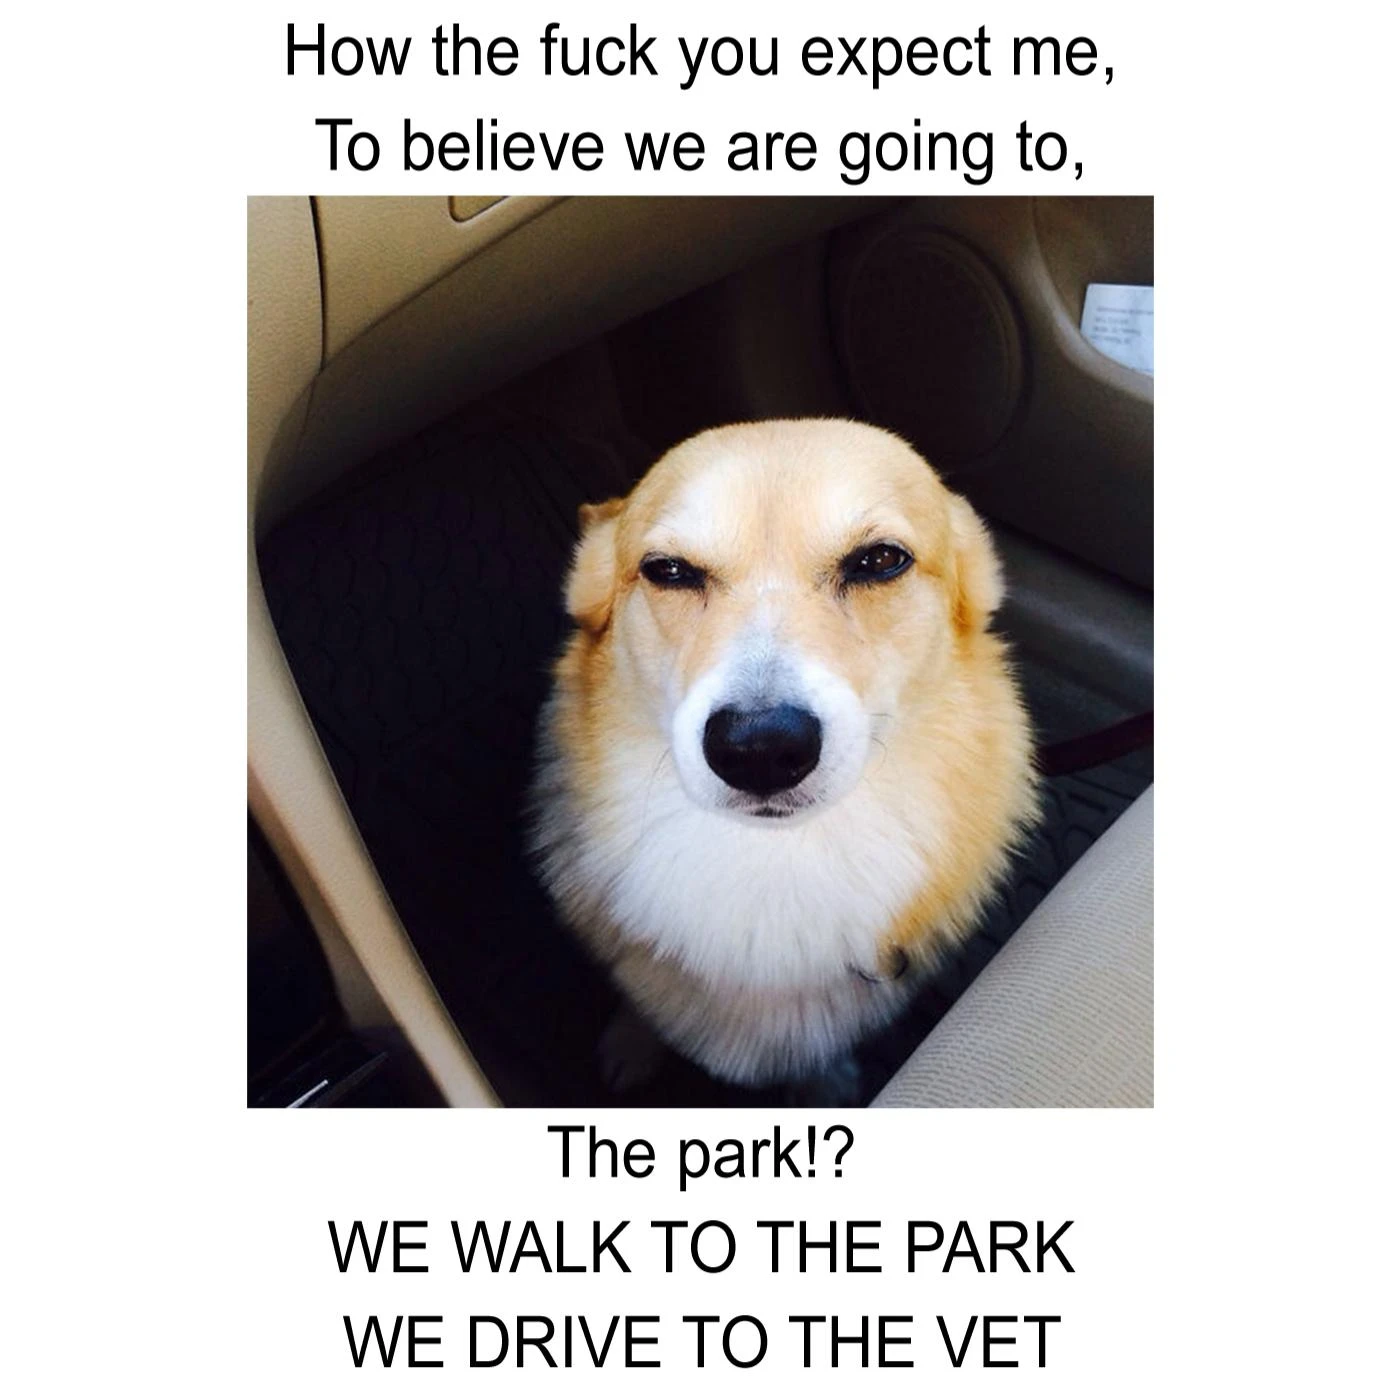 How the fuck you expect me,
To believe we are going to,
The park!?
WE WALK TO THE PARK
WE DRIVE TO THE VET